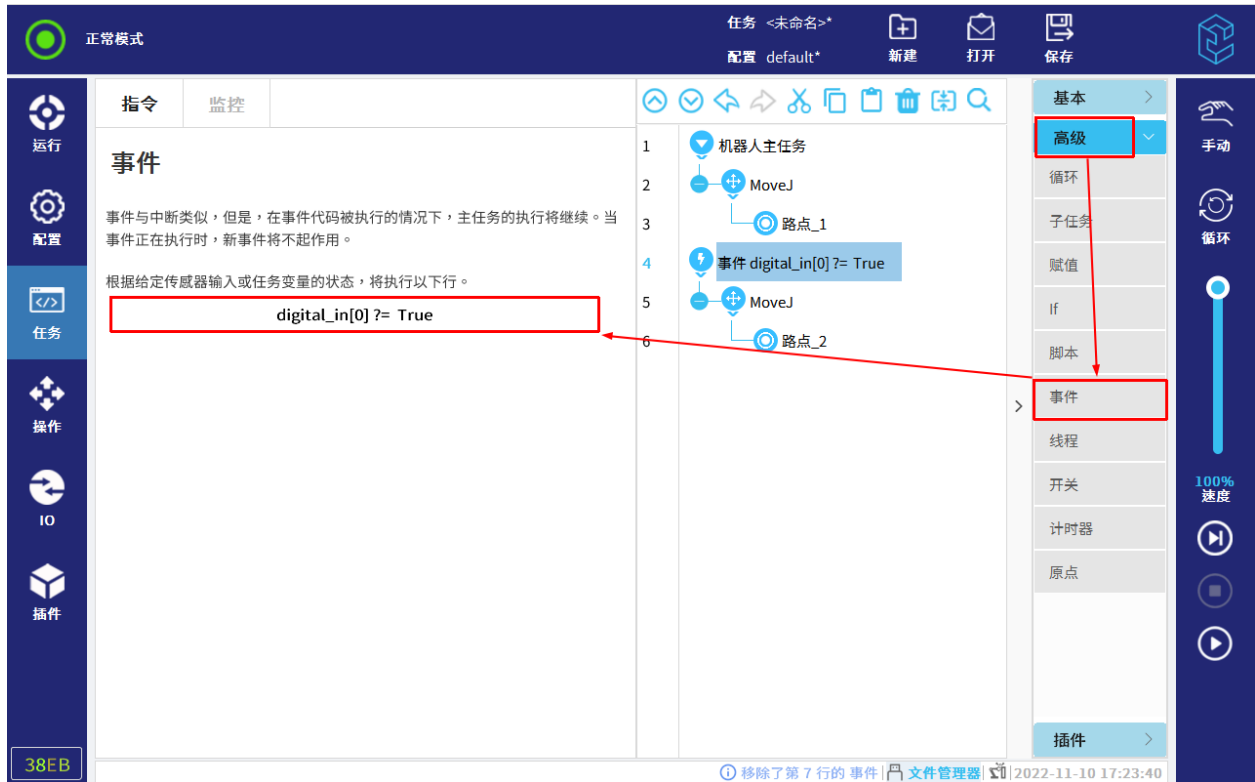 正常模式
任务 <未命名>*
配置 default*
新建
打开
保存
运行
配置
任务
操作
IO
插件
38EB
指令
监控
事件
事件与中断类似，但是，在事件代码被执行的情况下，主任务的执行将继续。当
事件正在执行时，新事件将不起作用。
根据给定传感器输入或任务变量的状态，将执行以下行。
digital_in[0] ?= True
1 机器人主任务
2 MoveJ
3 路点_1
4 事件 digital_in[0] ?= True
5 MoveJ
6 路点_2
基本
高级
循环
子任务
赋值
If
脚本
事件
线程
开关
计时器
原点
插件
手动
循环
100%
速度
移除了第 7 行的 事件
文件管理器
2022-11-10 17:23:40